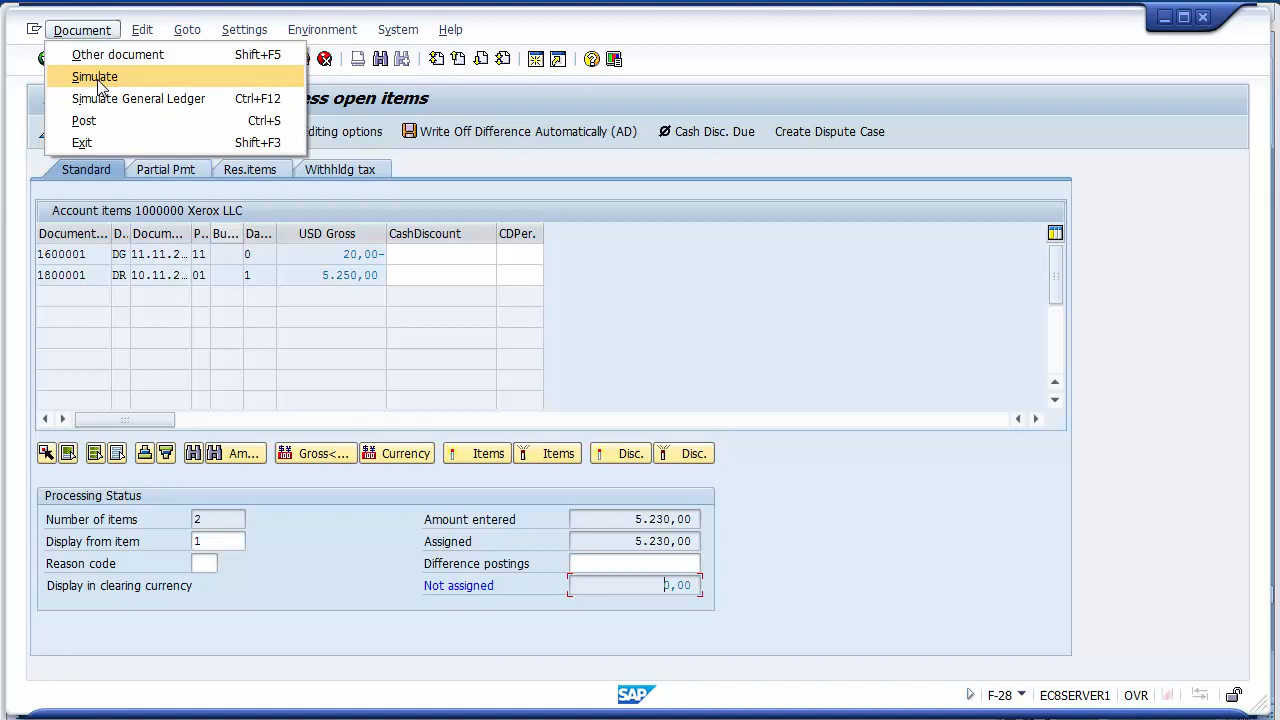 Document Edit Goto Settings Environment System Help
Other document Shift+F5
Simulate
Simulate General Ledger Ctrl+F12
Post Ctrl+S
Exit Shift+F3
ess open items
diting options Write Off Difference Automatically (AD) Cash Disc. Due Create Dispute Case
Standard Partial Pmt Res.items Withhldg tax
Account items 1000000 Xerox LLC
Document... D.. Docum... P.. Bu... Da... USD Gross CashDiscount CDPer.
1600001 DG 11.11.2... 11 0 20,00-
1800001 DR 10.11.2... 01 1 5.250,00
Am... Gross<... Currency Items Items Disc. Disc.
Processing Status
Number of items 2 Amount entered 5.230,00
Display from item 1 Assigned 5.230,00
Reason code Difference postings
Display in clearing currency Not assigned 0,00
SAP F-28 EC8SERVER1 OVR